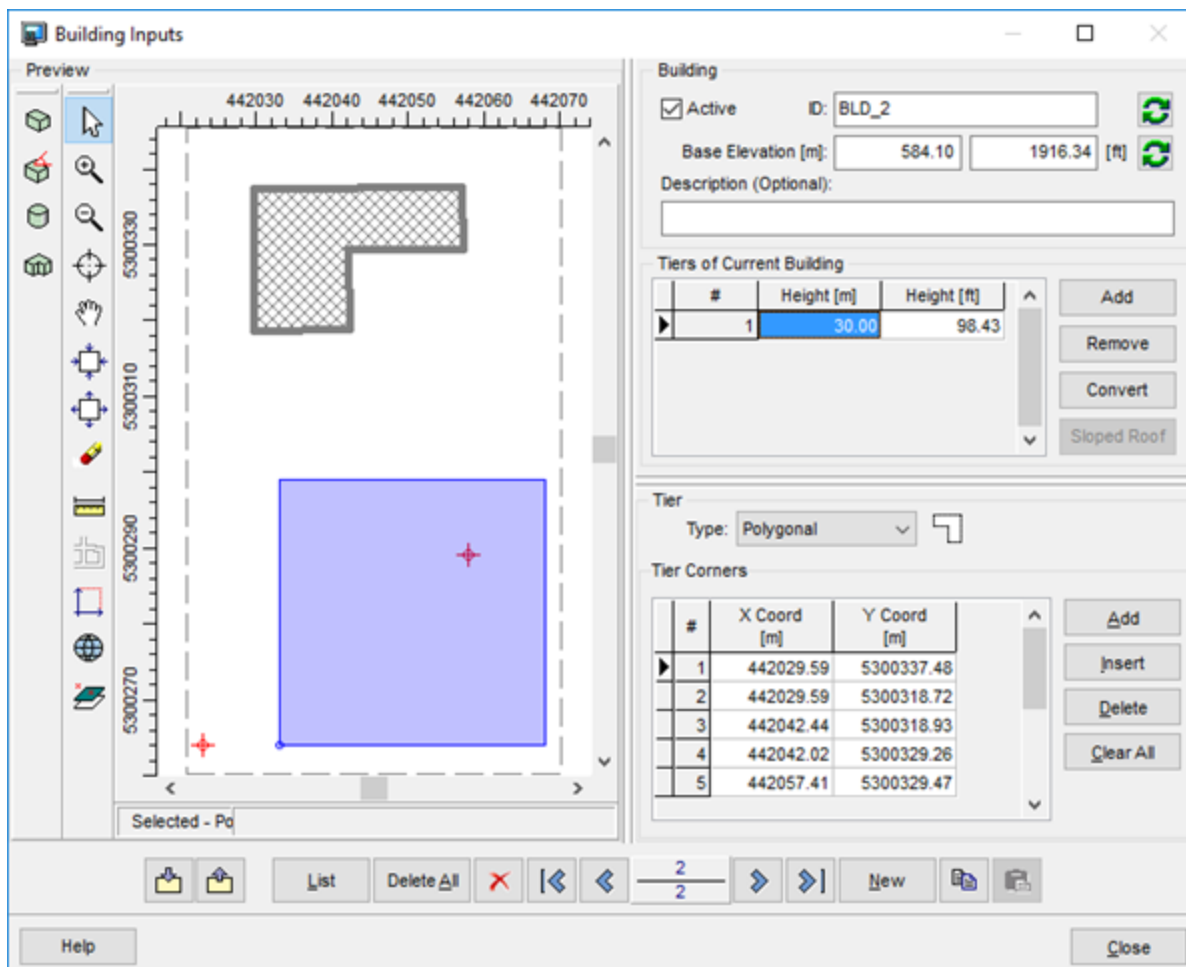 Building Inputs
Preview
442030 442040 442050 442060 442070
5300330
5300310
5300290
5300270
Selected - Po
Building
Active ID: BLD_2
Base Elevation [m]: 584.10 1916.34 [ft]
Description (Optional):
Tiers of Current Building
# Height [m] Height [ft]
1 30.00 98.43
Add
Remove
Convert
Sloped Roof
Tier
Type: Polygonal
Tier Corners
# X Coord [m] Y Coord [m]
1 442029.59 5300337.48
2 442029.59 5300318.72
3 442042.44 5300318.93
4 442042.02 5300329.26
5 442057.41 5300329.47
Add
Insert
Delete
Clear All
List Delete All 2 New
2
Help Close